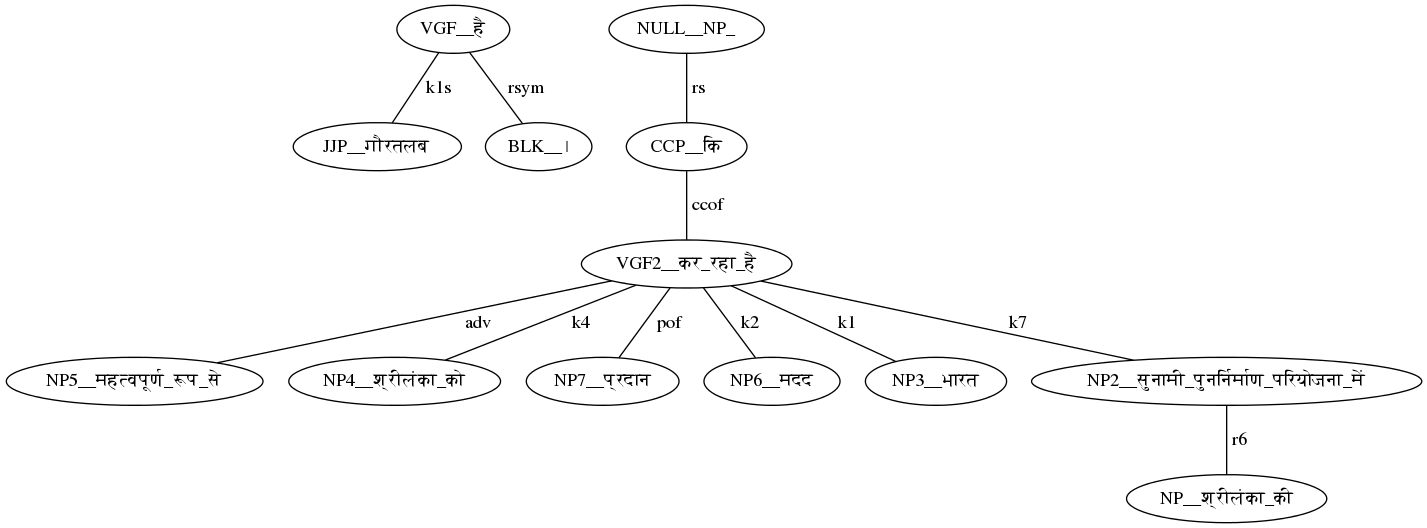 VGF__है NULL__NP_
k1s rsym rs
JJP__गौरतलब BLK__। CCP__कि
ccof
VGF2__कर_रहा_है
adv k4 pof k2 k1 k7
NP5__महत्वपूर्ण_रूप_से NP4__श्रीलंका_को NP7__प्रदान NP6__मदद NP3__भारत NP2__सुनामी_पुनर्निर्माण_परियोजना_में
r6
NP__श्रीलंका_की